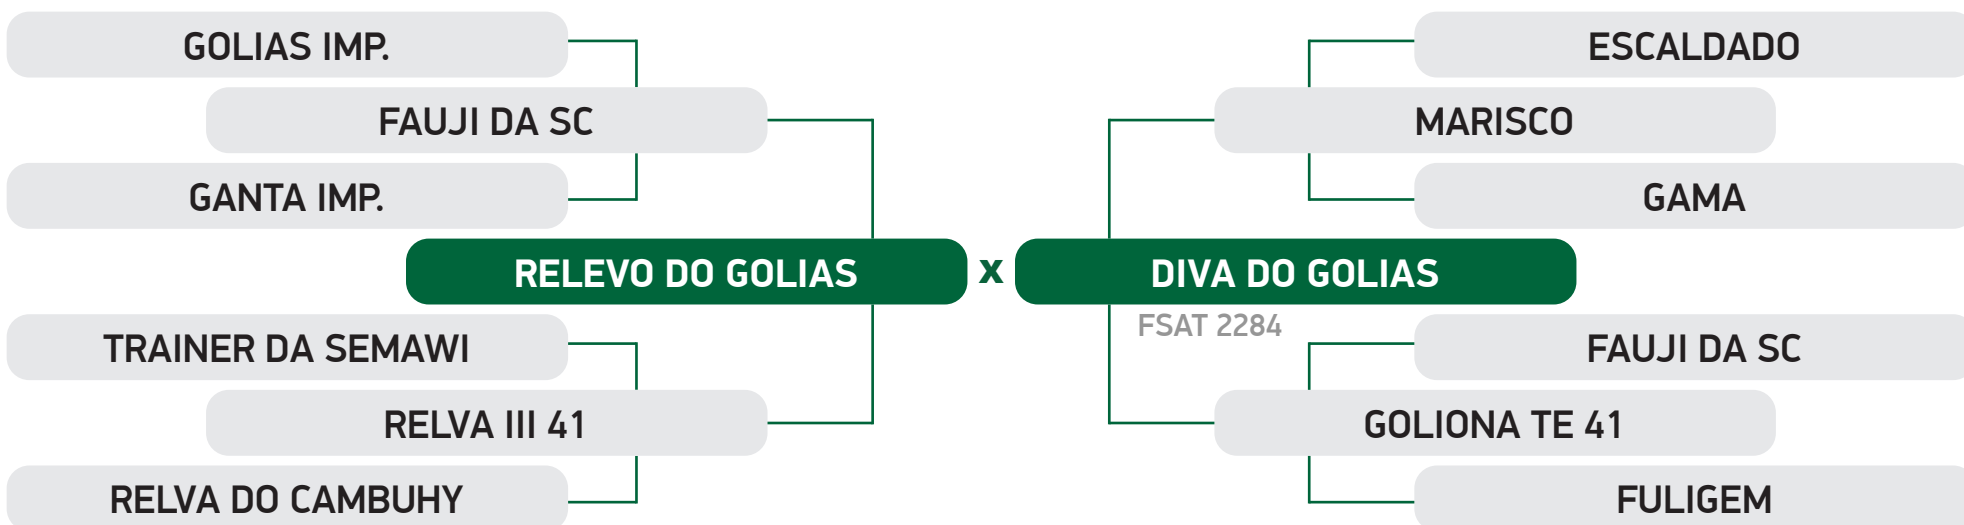 GOLIAS IMP.
ESCALDADO
FAUJI DA SC
MARISCO
GANTA IMP.
GAMA
RELEVO DO GOLIAS x DIVA DO GOLIAS
FSAT 2284
TRAINER DA SEMAWI
FAUJI DA SC
RELVA III 41
GOLIONA TE 41
RELVA DO CAMBUHY
FULIGEM